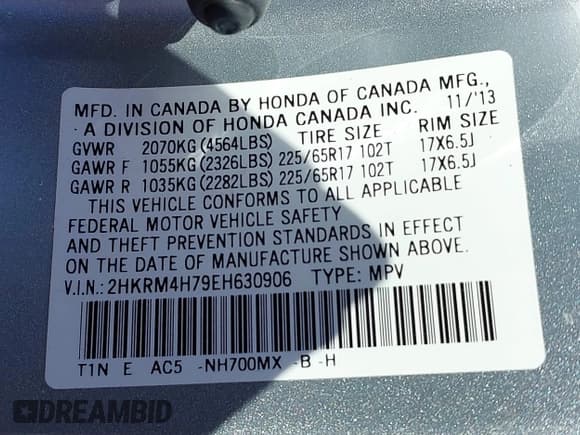 MFD. IN CANADA BY HONDA OF CANADA MFG.,
A DIVISION OF HONDA CANADA INC. 11/'13
GVWR 2070KG (4564LBS) TIRE SIZE RIM SIZE
GAWR F 1055KG (2326LBS) 225/65R17 102T 17X6.5J
GAWR R 1035KG (2282LBS) 225/65R17 102T 17X6.5J
THIS VEHICLE CONFORMS TO ALL APPLICABLE
FEDERAL MOTOR VEHICLE SAFETY
AND THEFT PREVENTION STANDARDS IN EFFECT
ON THE DATE OF MANUFACTURE SHOWN ABOVE.
V.I.N.: 2HKRM4H79EH630906 TYPE: MPV
T1N E AC5 -NH700MX -B -H
DREAMBID